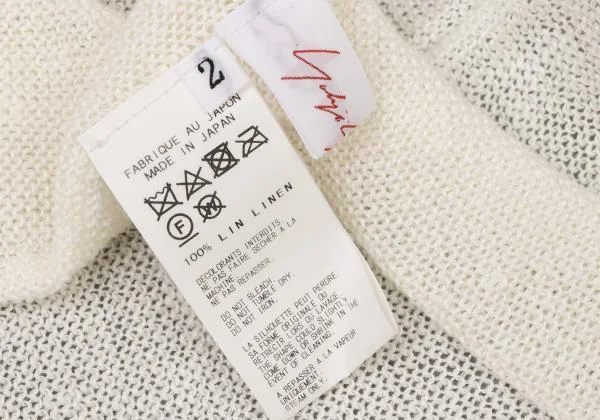 2
FABRIQUE AU JAPON
MADE IN JAPAN
F
W
100% LIN LINEN
DECOLORANTS INTERDITS.
NE PAS FAIRE SECHER A LA
MACHINE.
NE PAS REPASSER.
DO NOT BLEACH.
DO NOT TUMBLE DRY.
DO NOT IRON.
LA SILHOUETTE PEUT PERDRE
SA FORME ORIGINALE OU
RETRECIR LORS DU LAVAGE
THE SHAPE COULD SLIGHTLY
COME DOWN OR SHRINK IN THE
EVENT OF CLEANING.
A REPASSER A LA VAPEUR
UNIQUEMENT.
STEAM ONLY.